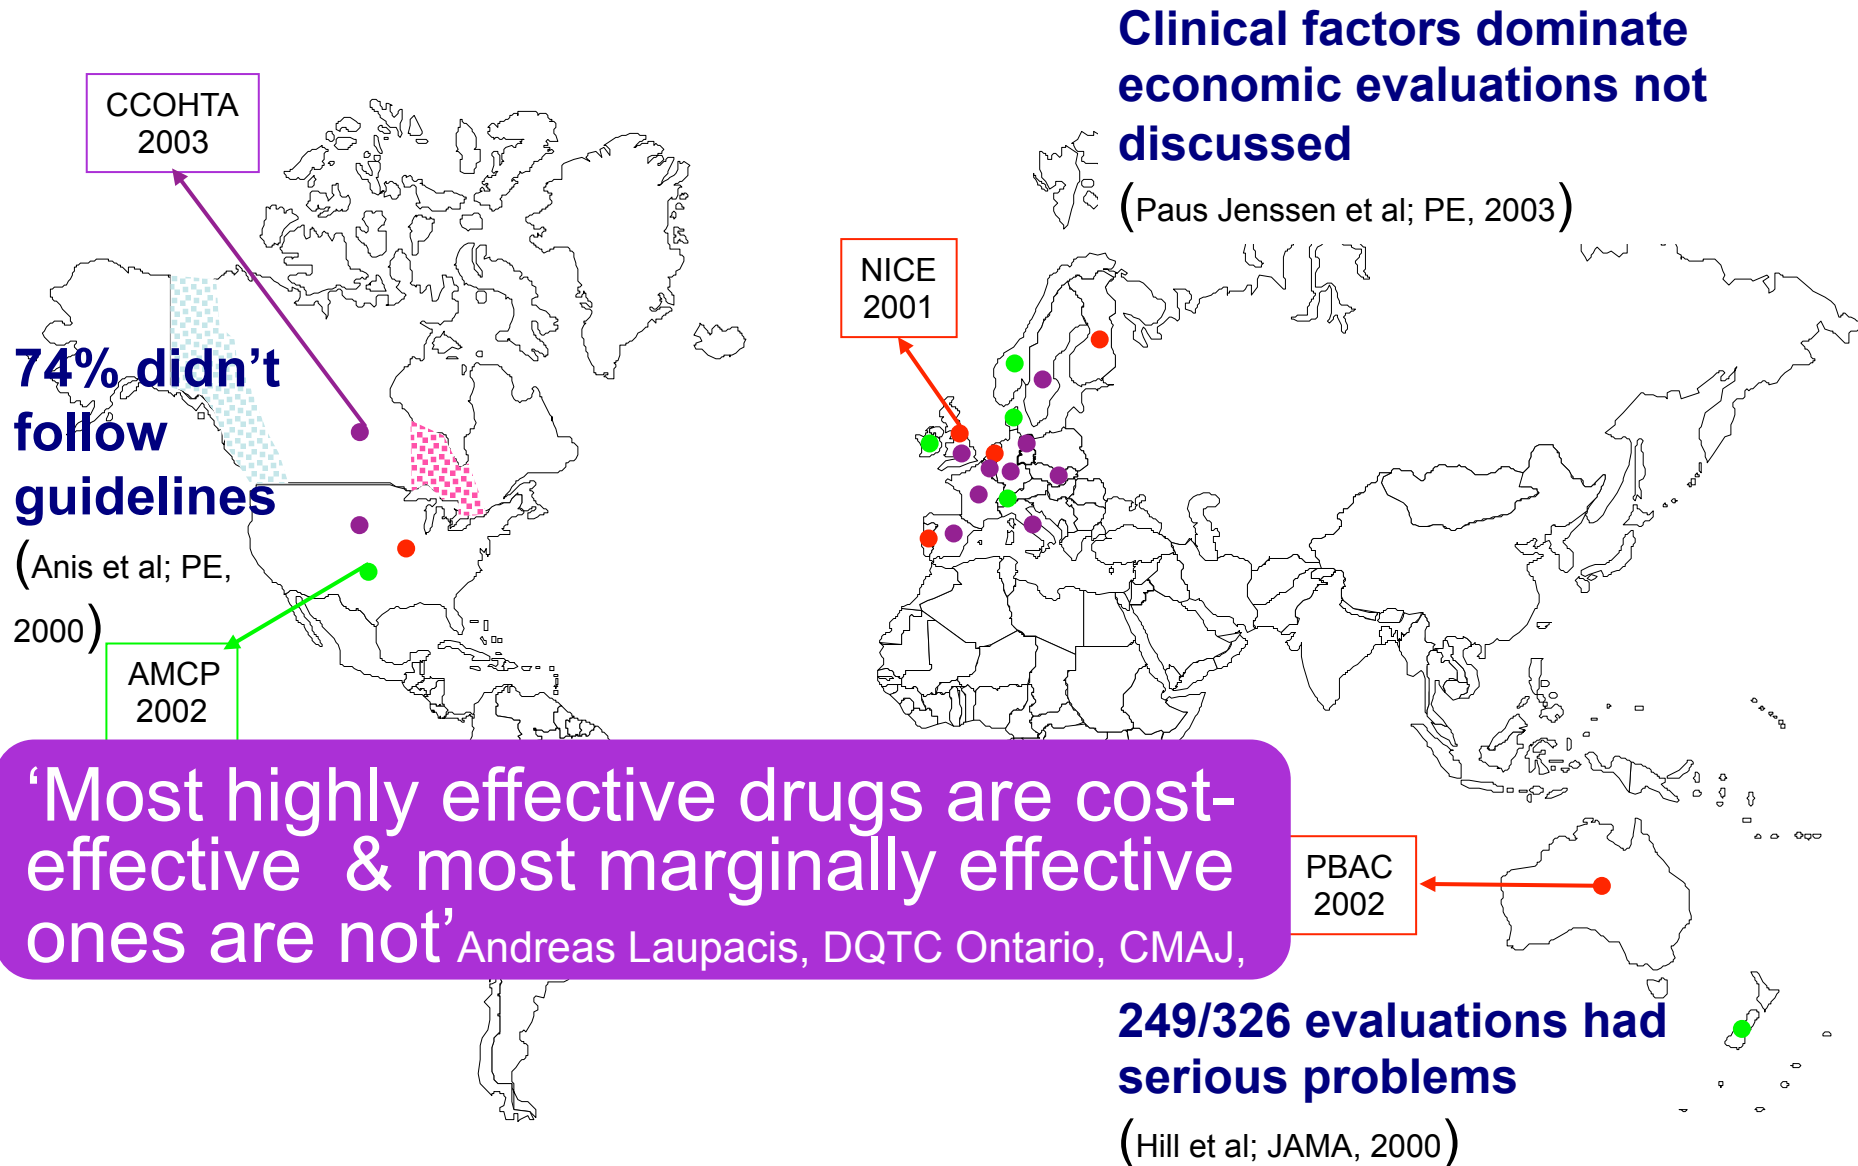 Clinical factors dominate
economic evaluations not
discussed
(Paus Jenssen et al; PE, 2003)
CCOHTA
2003
NICE
2001
74% didn’t
follow
guidelines
(Anis et al; PE,
2000)
AMCP
2002
‘Most highly effective drugs are cost-
effective & most marginally effective
ones are not’ Andreas Laupacis, DQTC Ontario, CMAJ,
PBAC
2002
249/326 evaluations had
serious problems
(Hill et al; JAMA, 2000)